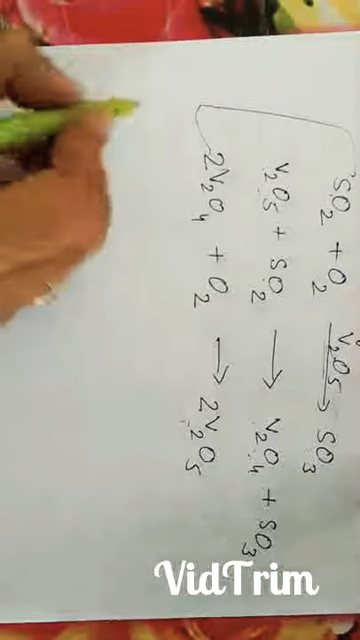 SO₂ + O₂ —V₂O₅→ SO₃
V₂O₅ + SO₂ → V₂O₄ + SO₃
2V₂O₄ + O₂ → 2V₂O₅
VidTrim